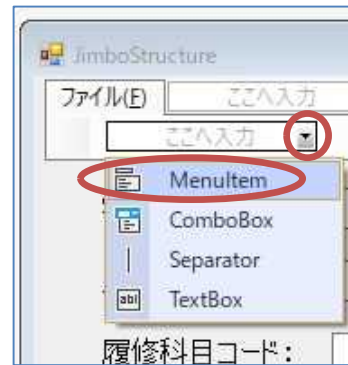 JimboStructure
ファイル(F) ここへ入力
ここへ入力
MenuItem
ComboBox
Separator
TextBox
履修科目コード：